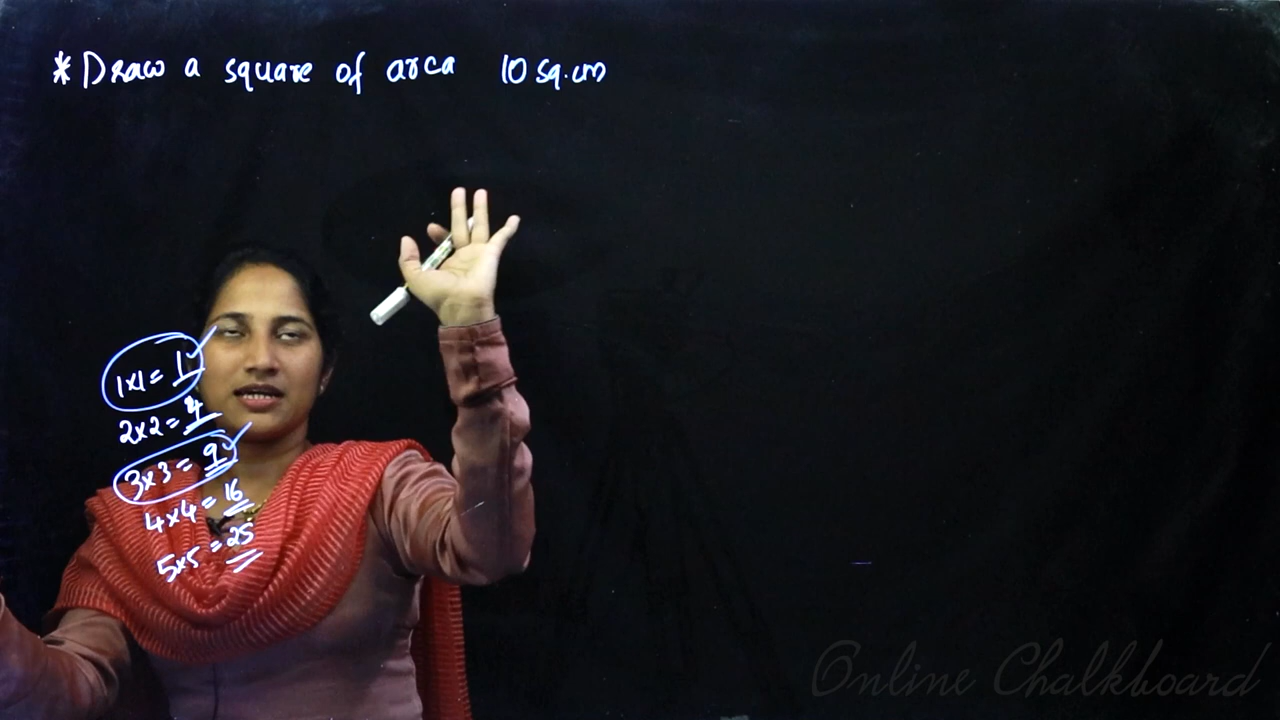 * Draw a square of area 10 sq.cm
1x1 = 1
2x2 = 4
3x3 = 9
4x4 = 16
5x5 = 25
Online Chalkboard